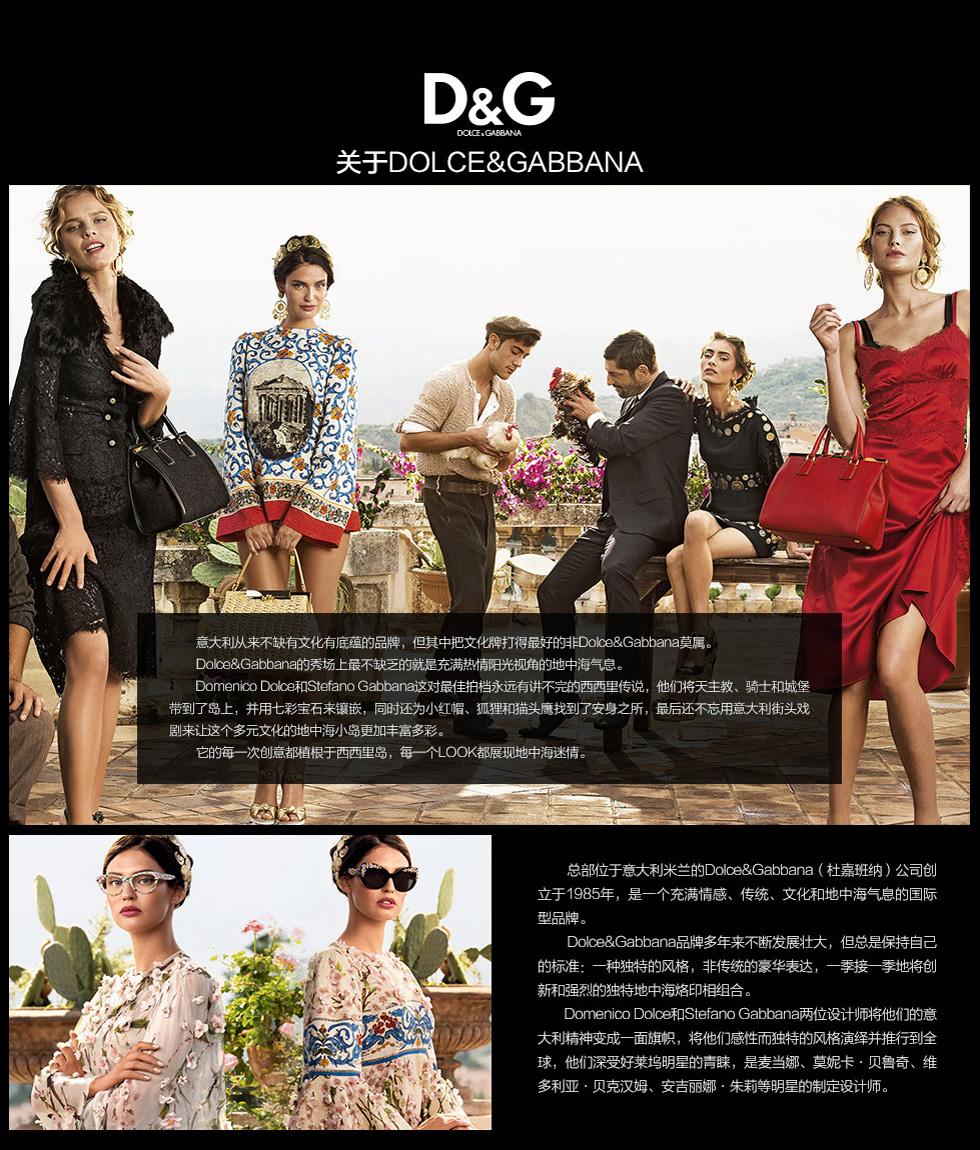 D&G
DOLCE & GABBANA
关于DOLCE&GABBANA
意大利从来不缺有文化有底蕴的品牌，但其中把文化牌打得最好的非Dolce&Gabbana莫属。
Dolce&Gabbana的秀场上最不缺乏的就是充满热情阳光视角的地中海气息。
Domenico Dolce和Stefano Gabbana这对最佳拍档永远有讲不完的西西里传说，他们将天主教、骑士和城堡
带到了岛上，并用七彩宝石来镶嵌，同时还为小红帽、狐狸和猫头鹰找到了安身之所，最后还不忘用意大利街头戏
剧来让这个多元文化的地中海小岛更加丰富多彩。
它的每一次创意都植根于西西里岛，每一个LOOK都展现地中海迷情。
总部位于意大利米兰的Dolce&Gabbana（杜嘉班纳）公司创
立于1985年，是一个充满情感、传统、文化和地中海气息的国际
型品牌。
Dolce&Gabbana品牌多年来不断发展壮大，但总是保持自己
的标准：一种独特的风格，非传统的豪华表达，一季接一季地将创
新和强烈的独特地中海烙印相组合。
Domenico Dolce和Stefano Gabbana两位设计师将他们的意
大利精神变成一面旗帜，将他们感性而独特的风格演绎并推行到全
球，他们深受好莱坞明星的青睐，是麦当娜、莫妮卡·贝鲁奇、维
多利亚·贝克汉姆、安吉丽娜·朱莉等明星的制定设计师。